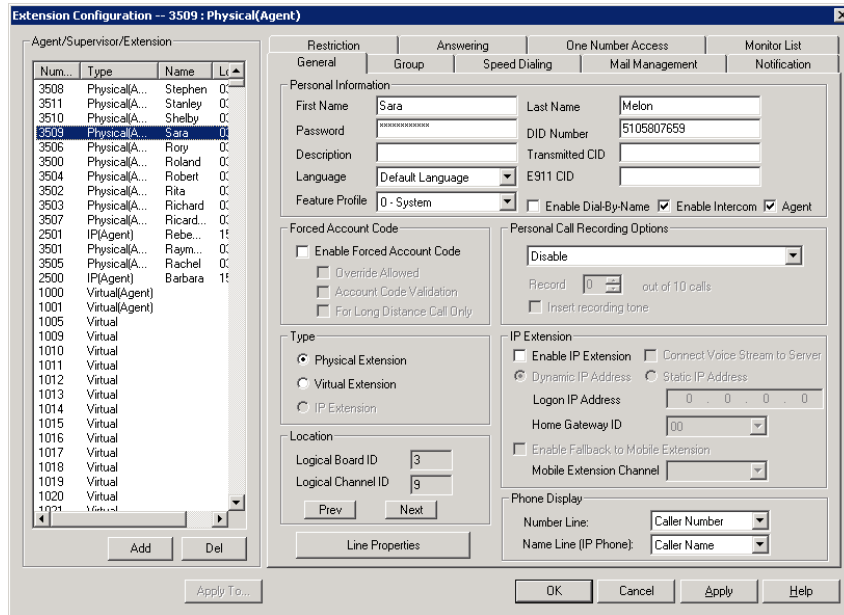 Extension Configuration -- 3509 : Physical(Agent)
Agent/Supervisor/Extension
Num... Type Name
3508 Physical(A... Stephen
3511 Physical(A... Stanley
3510 Physical(A... Shelby
3509 Physical(A... Sara
3506 Physical(A... Rory
3500 Physical(A... Roland
3504 Physical(A... Robert
3502 Physical(A... Rita
3503 Physical(A... Richard
3507 Physical(A... Ricard...
2501 IP(Agent) Rebe... 15
3501 Physical(A... Raym...
3505 Physical(A... Rachel
2500 IP(Agent) Barbara 15
1000 Virtual(Agent)
1001 Virtual(Agent)
1005 Virtual
1009 Virtual
1010 Virtual
1011 Virtual
1012 Virtual
1013 Virtual
1014 Virtual
1015 Virtual
1016 Virtual
1017 Virtual
1018 Virtual
1019 Virtual
1020 Virtual
1021 Virtual
Add Del
Restriction Answering One Number Access Monitor List
General Group Speed Dialing Mail Management Notification
Personal Information
First Name Sara Last Name Melon
Password ************ DID Number 5105807659
Description Transmitted CID
Language Default Language E911 CID
Feature Profile 0 - System Enable Dial-By-Name Enable Intercom Agent
Forced Account Code
Enable Forced Account Code
Override Allowed
Account Code Validation
For Long Distance Call Only
Personal Call Recording Options
Disable
Record 0 out of 10 calls
Insert recording tone
Type
Physical Extension
Virtual Extension
IP Extension
IP Extension
Enable IP Extension Connect Voice Stream to Server
Dynamic IP Address Static IP Address
Logon IP Address 0 . 0 . 0 . 0
Home Gateway ID 00
Enable Fallback to Mobile Extension
Mobile Extension Channel
Location
Logical Board ID 3
Logical Channel ID 9
Prev Next
Line Properties
Phone Display
Number Line: Caller Number
Name Line (IP Phone): Caller Name
Apply To... OK Cancel Apply Help